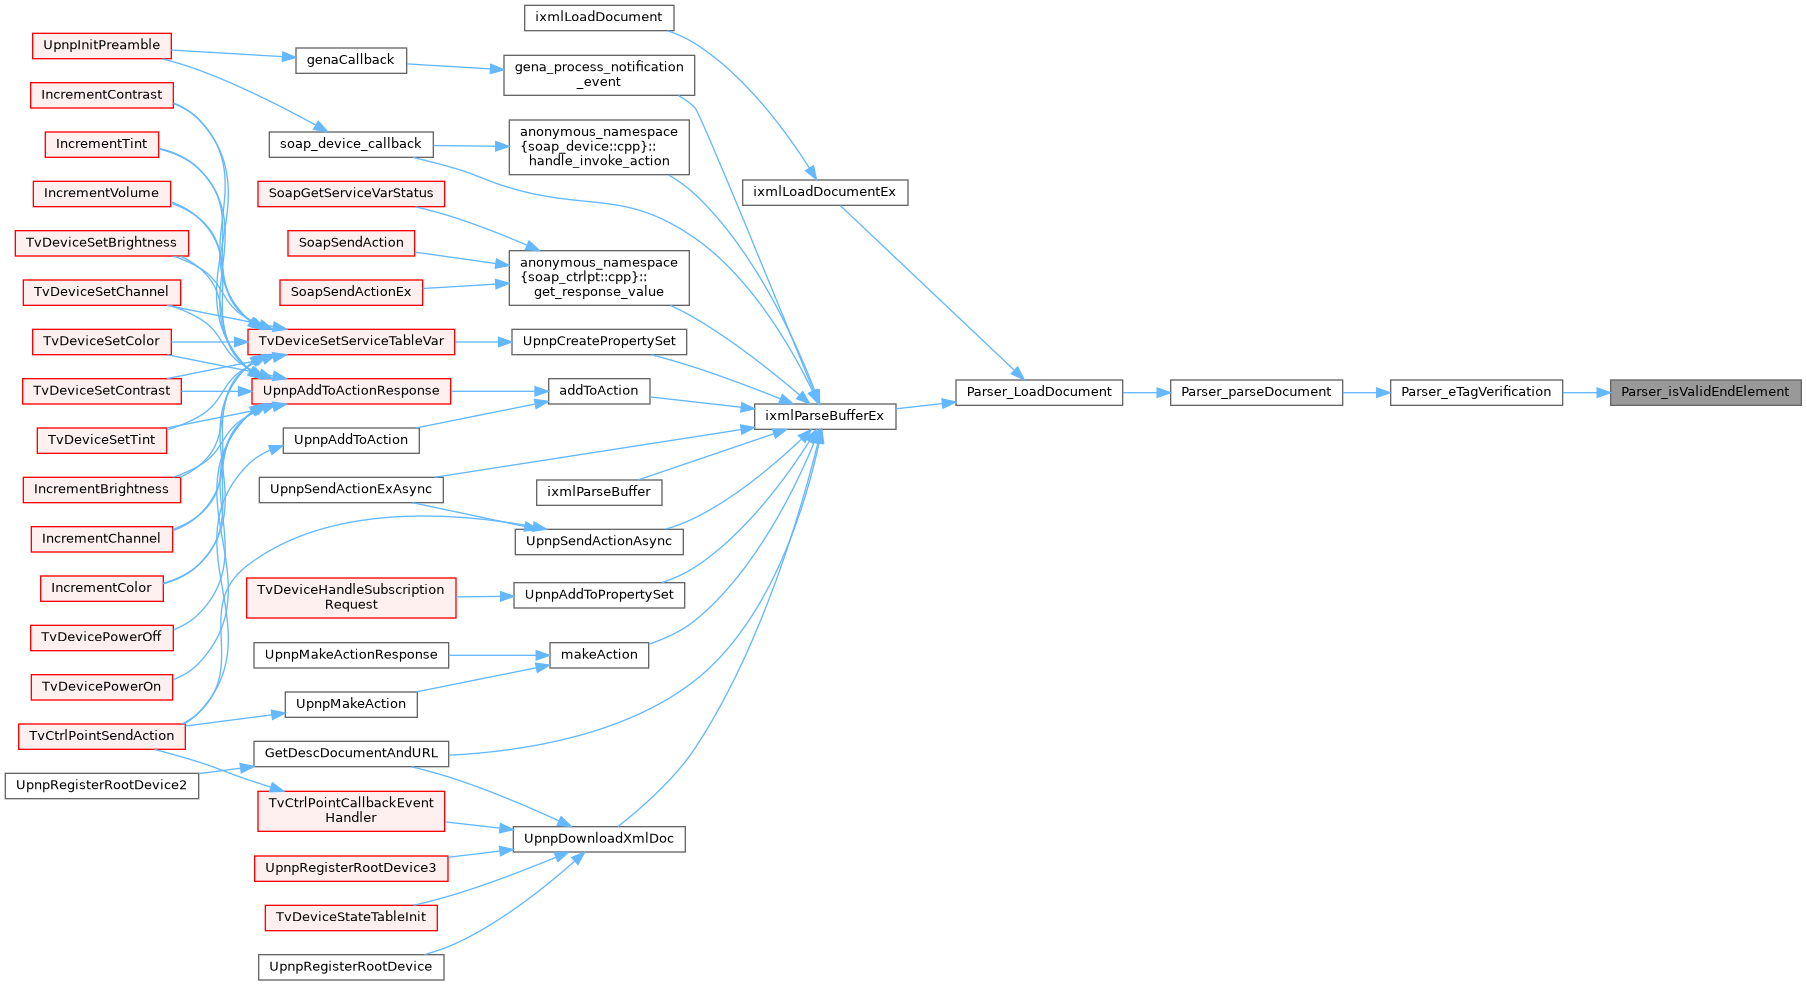 ixmlLoadDocument
UpnpInitPreamble
genaCallback
gena_process_notification
_event
IncrementContrast
IncrementTint
soap_device_callback
anonymous_namespace
{soap_device::cpp}::
handle_invoke_action
IncrementVolume
SoapGetServiceVarStatus
ixmlLoadDocumentEx
TvDeviceSetBrightness
SoapSendAction
anonymous_namespace
{soap_ctrlpt::cpp}::
get_response_value
TvDeviceSetChannel
SoapSendActionEx
TvDeviceSetColor
TvDeviceSetServiceTableVar
UpnpCreatePropertySet
TvDeviceSetContrast
UpnpAddToActionResponse
addToAction
ixmlParseBufferEx
Parser_LoadDocument
Parser_parseDocument
Parser_eTagVerification
Parser_isValidEndElement
TvDeviceSetTint
UpnpAddToAction
IncrementBrightness
UpnpSendActionExAsync
ixmlParseBuffer
IncrementChannel
UpnpSendActionAsync
IncrementColor
TvDeviceHandleSubscription
Request
UpnpAddToPropertySet
TvDevicePowerOff
UpnpMakeActionResponse
makeAction
TvDevicePowerOn
UpnpMakeAction
TvCtrlPointSendAction
GetDescDocumentAndURL
UpnpRegisterRootDevice2
TvCtrlPointCallbackEvent
Handler
UpnpDownloadXmlDoc
UpnpRegisterRootDevice3
TvDeviceStateTableInit
UpnpRegisterRootDevice